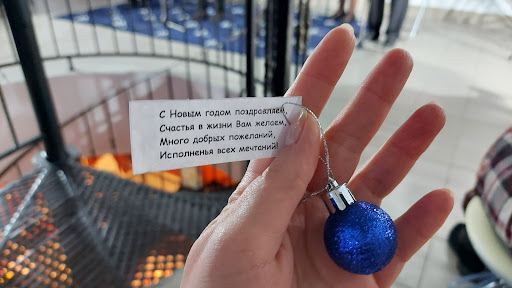 С Новым годом поздравляем,
Счастья в жизни Вам желаем,
Много добрых пожеланий,
Исполненья всех мечтаний!